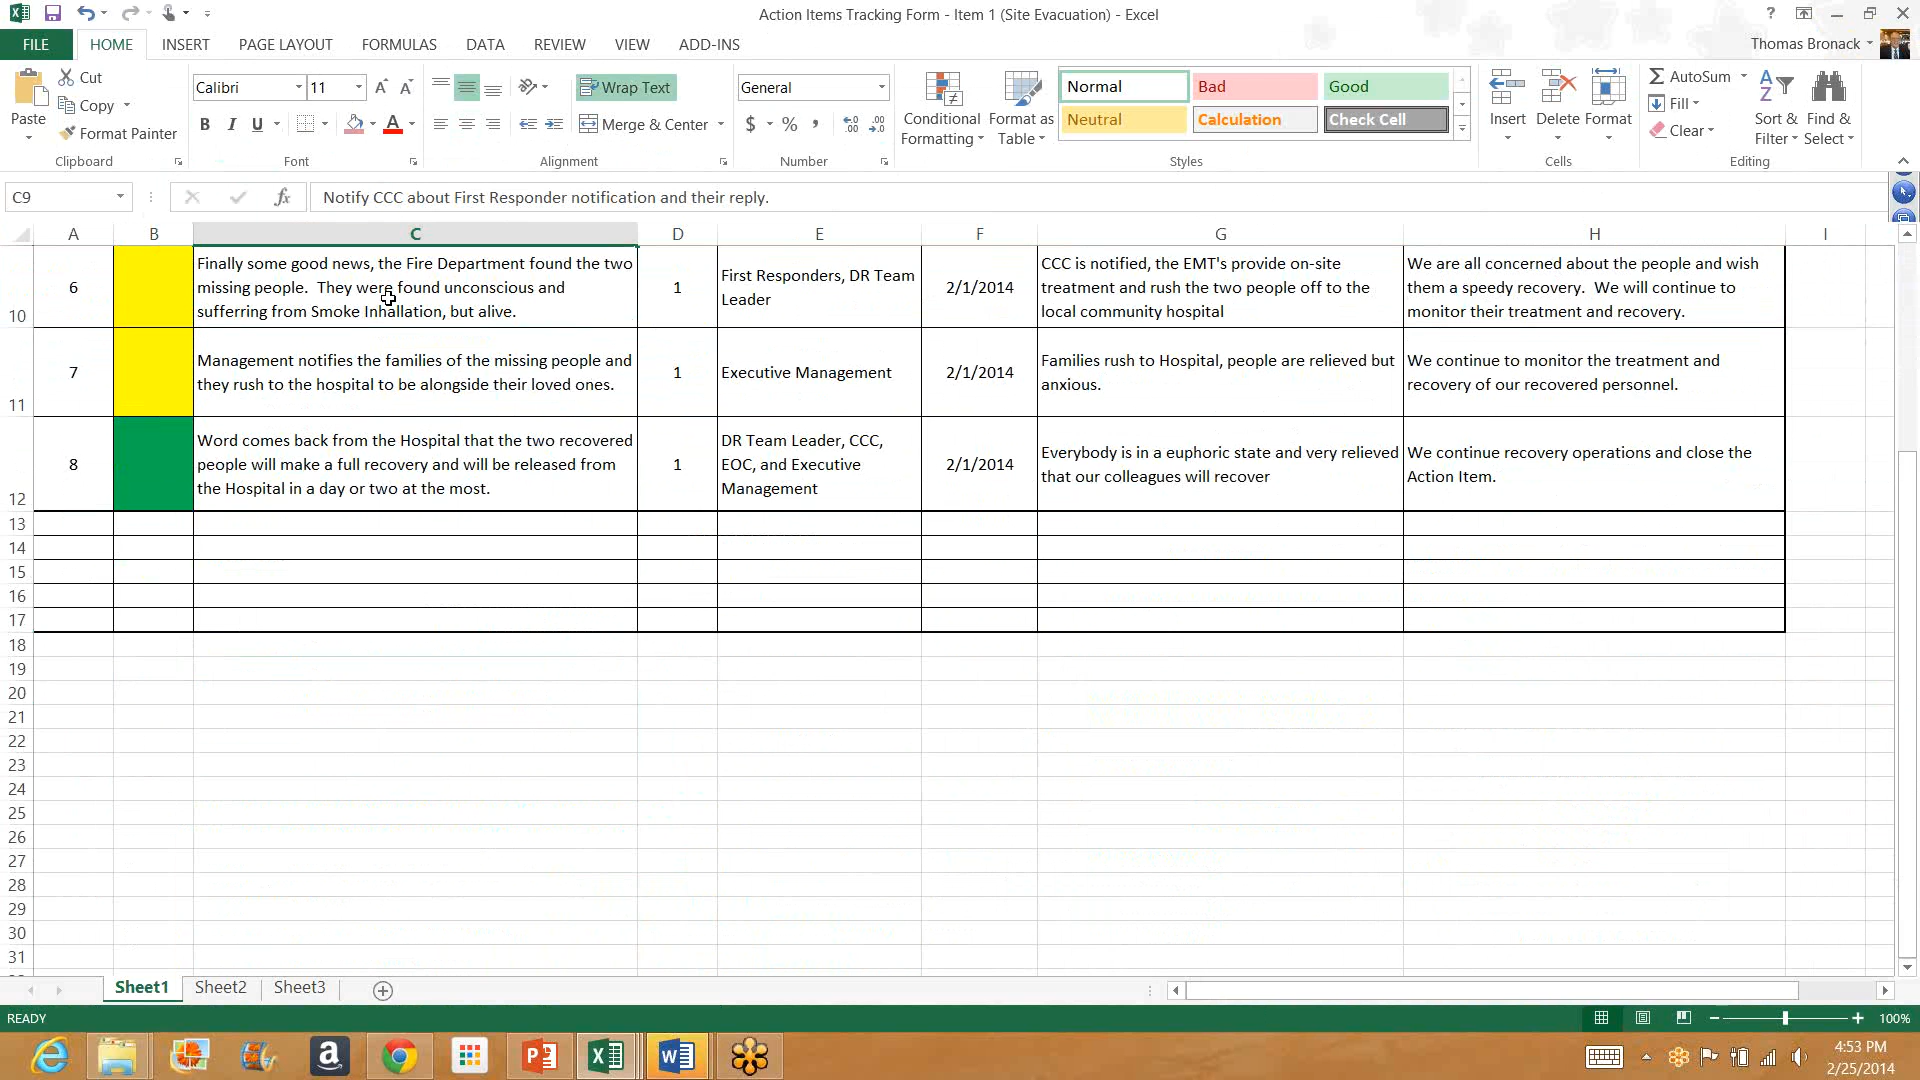 Action Items Tracking Form - Item 1 (Site Evacuation) - Excel
?
FILE HOME INSERT PAGE LAYOUT FORMULAS DATA REVIEW VIEW ADD-INS Thomas Bronack
Paste
Cut
Copy
Format Painter
Clipboard
Calibri 11
B I U
Font
Wrap Text
Merge & Center
Alignment
General
$ % ,
Number
Conditional Formatting
Format as Table
Normal Bad Good
Neutral Calculation Check Cell
Styles
Insert Delete Format
Cells
AutoSum
Fill
Clear
Sort & Filter
Find & Select
Editing
C9 fx Notify CCC about First Responder notification and their reply.
A B C D E F G H I
10
6
Finally some good news, the Fire Department found the two
missing people.  They were found unconscious and
sufferring from Smoke Inhallation, but alive.
1
First Responders, DR Team
Leader
2/1/2014
CCC is notified, the EMT's provide on-site
treatment and rush the two people off to the
local community hospital
We are all concerned about the people and wish
them a speedy recovery.  We will continue to
monitor their treatment and recovery.
11
7
Management notifies the families of the missing people and
they rush to the hospital to be alongside their loved ones.
1
Executive Management
2/1/2014
Families rush to Hospital, people are relieved but
anxious.
We continue to monitor the treatment and
recovery of our recovered personnel.
12
8
Word comes back from the Hospital that the two recovered
people will make a full recovery and will be released from
the Hospital in a day or two at the most.
1
DR Team Leader, CCC,
EOC, and Executive
Management
2/1/2014
Everybody is in a euphoric state and very relieved
that our colleagues will recover
We continue recovery operations and close the
Action Item.
13
14
15
16
17
18
19
20
21
22
23
24
25
26
27
28
29
30
31
Sheet1 Sheet2 Sheet3
READY 100%
4:53 PM
2/25/2014